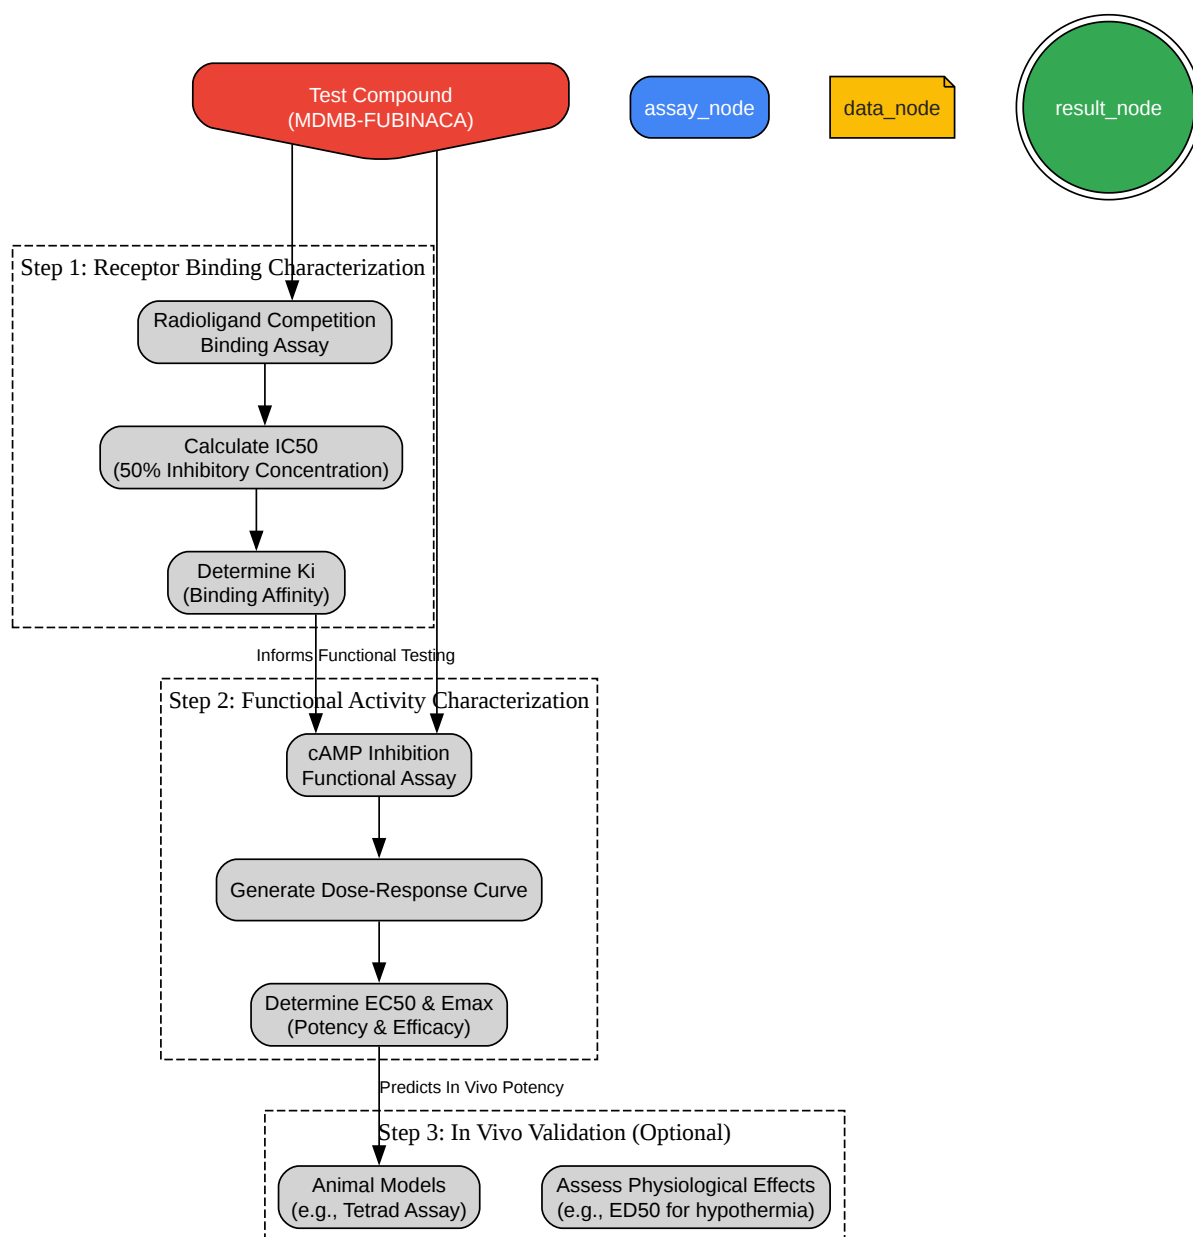 Test Compound
(MDMB-FUBINACA)
assay_node
data_node
result_node
Step 1: Receptor Binding Characterization
Radioligand Competition
Binding Assay
Calculate IC50
(50% Inhibitory Concentration)
Determine Ki
(Binding Affinity)
Informs Functional Testing
Step 2: Functional Activity Characterization
cAMP Inhibition
Functional Assay
Generate Dose-Response Curve
Determine EC50 & Emax
(Potency & Efficacy)
Predicts In Vivo Potency
Step 3: In Vivo Validation (Optional)
Animal Models
(e.g., Tetrad Assay)
Assess Physiological Effects
(e.g., ED50 for hypothermia)